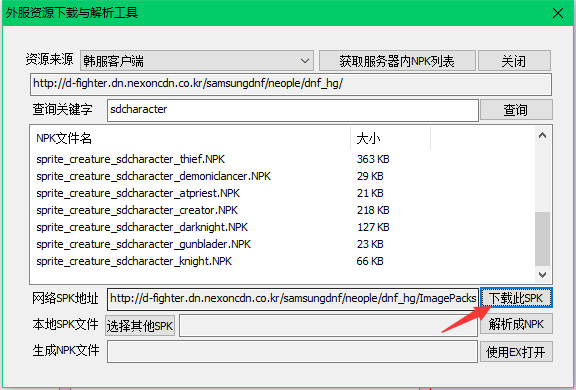 外服资源下载与解析工具
资源来源 韩服客户端 获取服务器内NPK列表 关闭
http://d-fighter.dn.nexoncdn.co.kr/samsungdnf/neople/dnf_hg/
查询关键字 sdcharacter 查询
NPK文件名 大小
sprite_creature_sdcharacter_thief.NPK 363 KB
sprite_creature_sdcharacter_demoniclancer.NPK 29 KB
sprite_creature_sdcharacter_atpriest.NPK 21 KB
sprite_creature_sdcharacter_creator.NPK 218 KB
sprite_creature_sdcharacter_darknight.NPK 127 KB
sprite_creature_sdcharacter_gunblader.NPK 23 KB
sprite_creature_sdcharacter_knight.NPK 66 KB
网络SPK地址 http://d-fighter.dn.nexoncdn.co.kr/samsungdnf/neople/dnf_hg/ImagePacks 下载此SPK
本地SPK文件 选择其他SPK 解析成NPK
生成NPK文件 使用EX打开